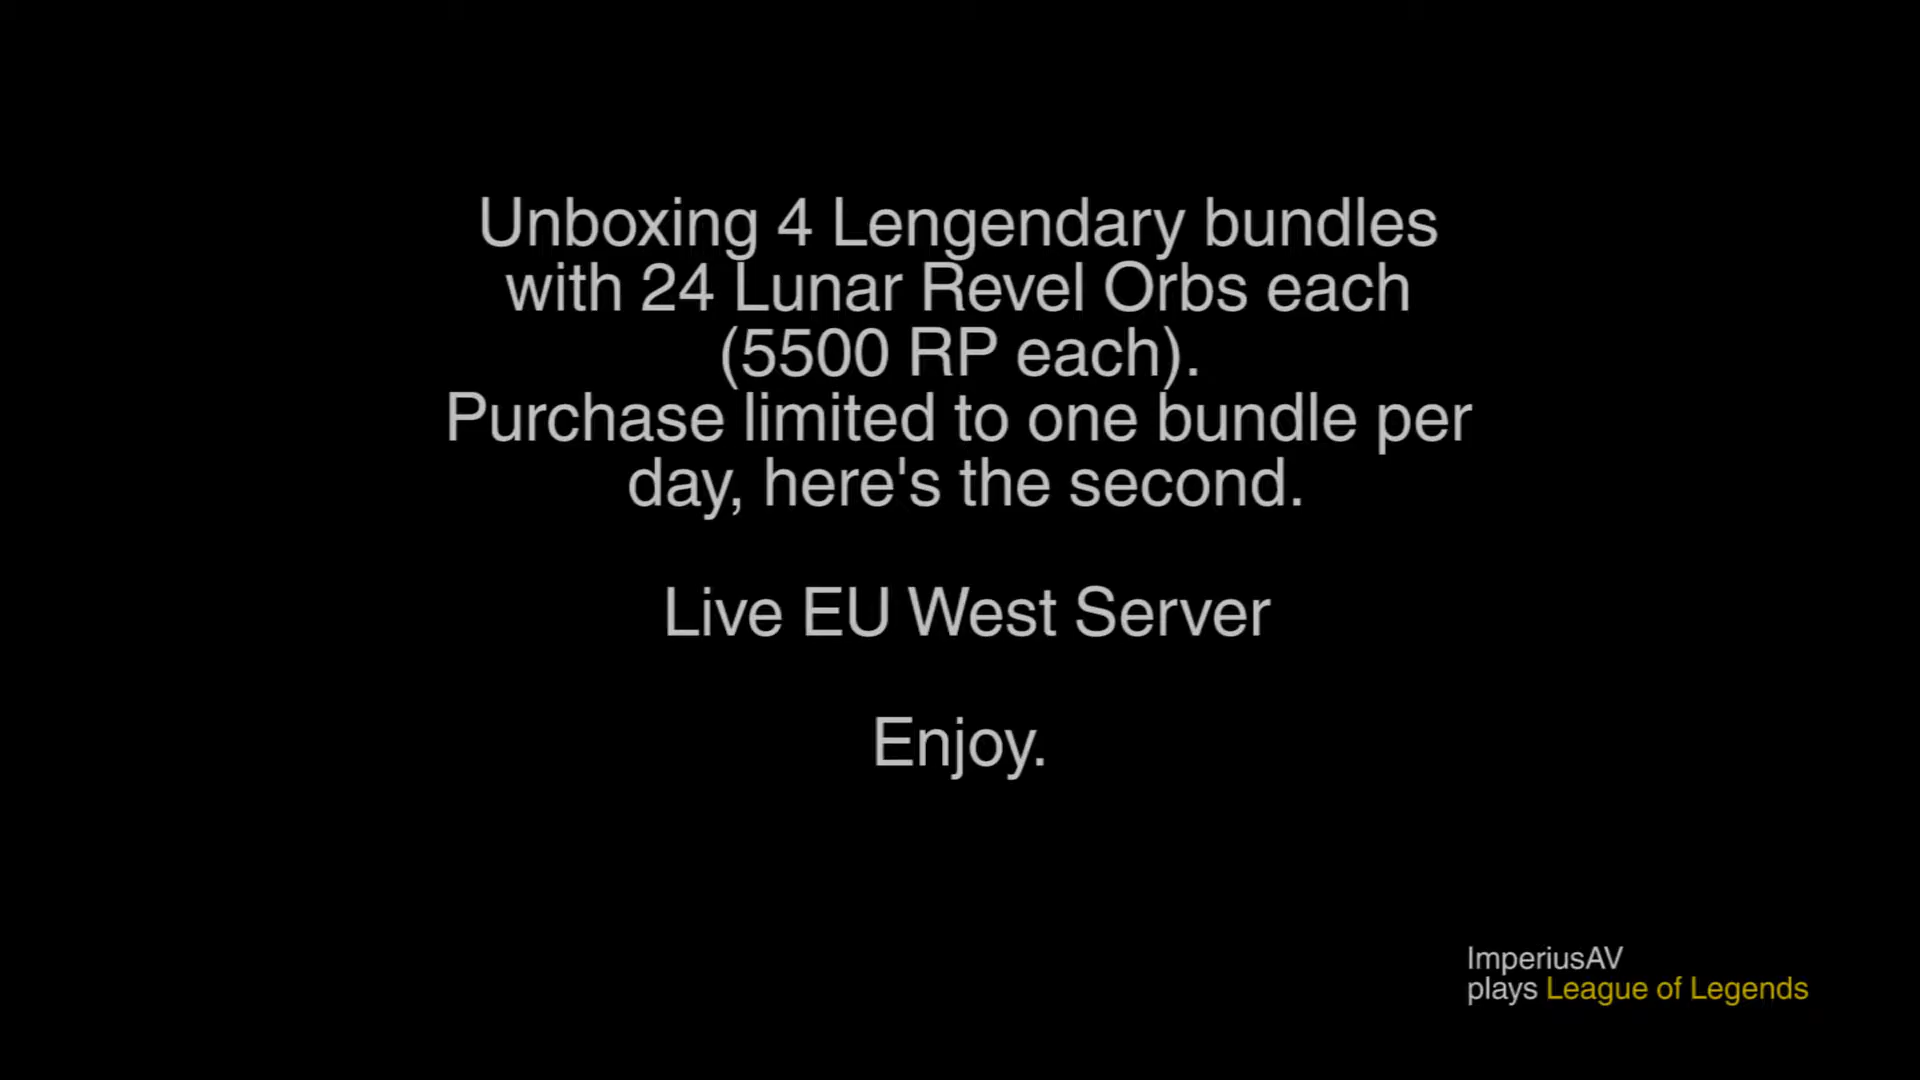 Unboxing 4 Lengendary bundles
with 24 Lunar Revel Orbs each
(5500 RP each).
Purchase limited to one bundle per
day, here's the second.
Live EU West Server
Enjoy.
ImperiusAV
plays League of Legends